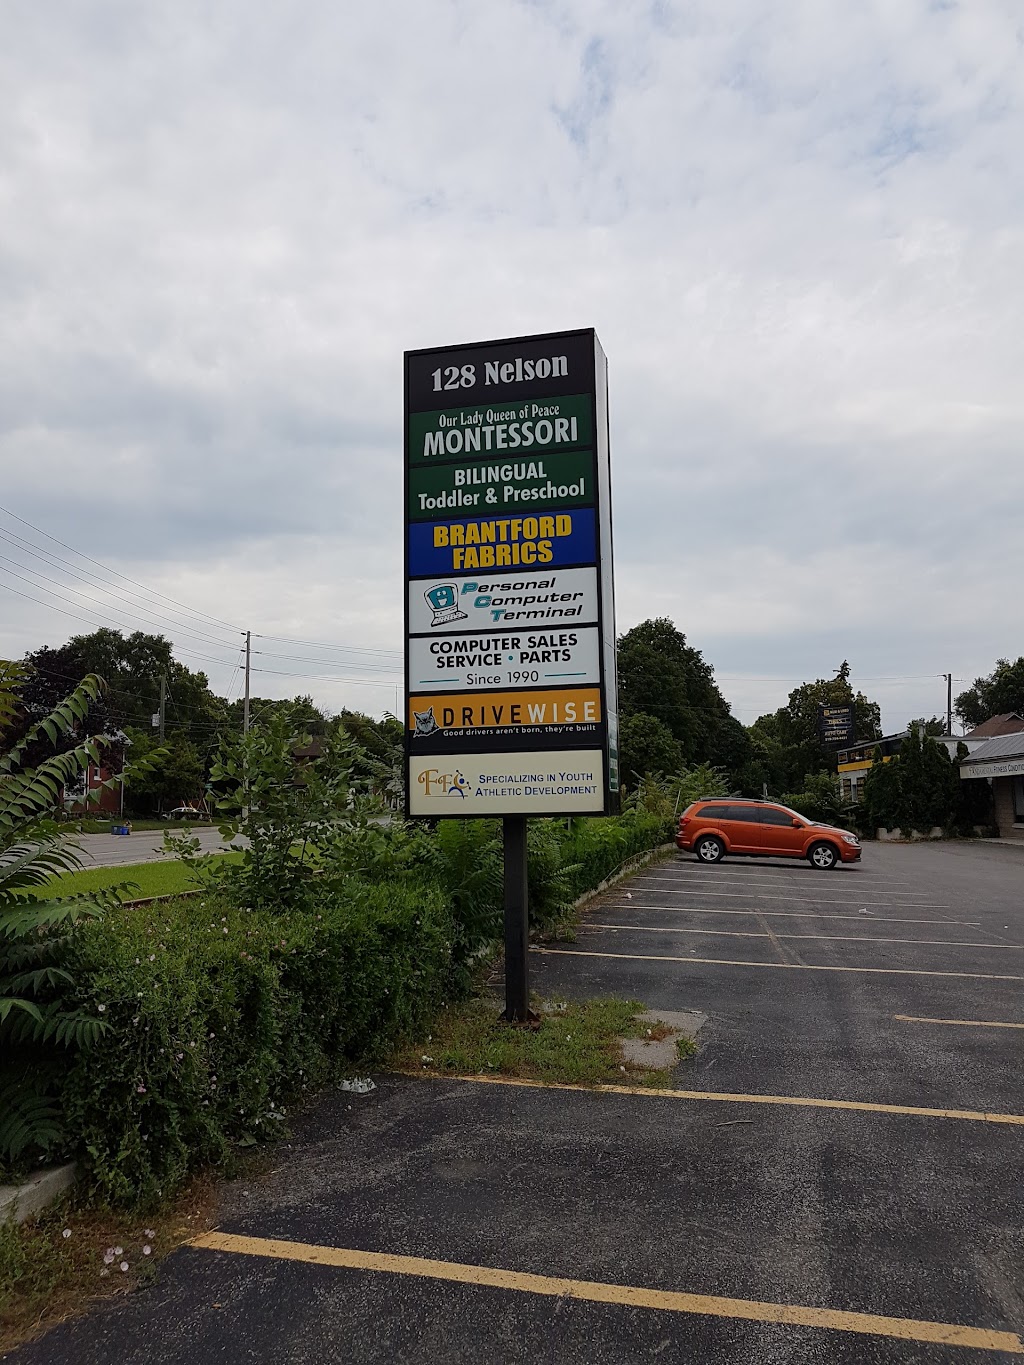 128 Nelson
Our Lady Queen of Peace
MONTESSORI
BILINGUAL
Toddler & Preschool
BRANTFORD
FABRICS
Personal
Computer
Terminal
COMPUTER SALES
SERVICE • PARTS
Since 1990
DRIVEWISE
Good drivers aren't born, they're built
SPECIALIZING IN YOUTH
ATHLETIC DEVELOPMENT